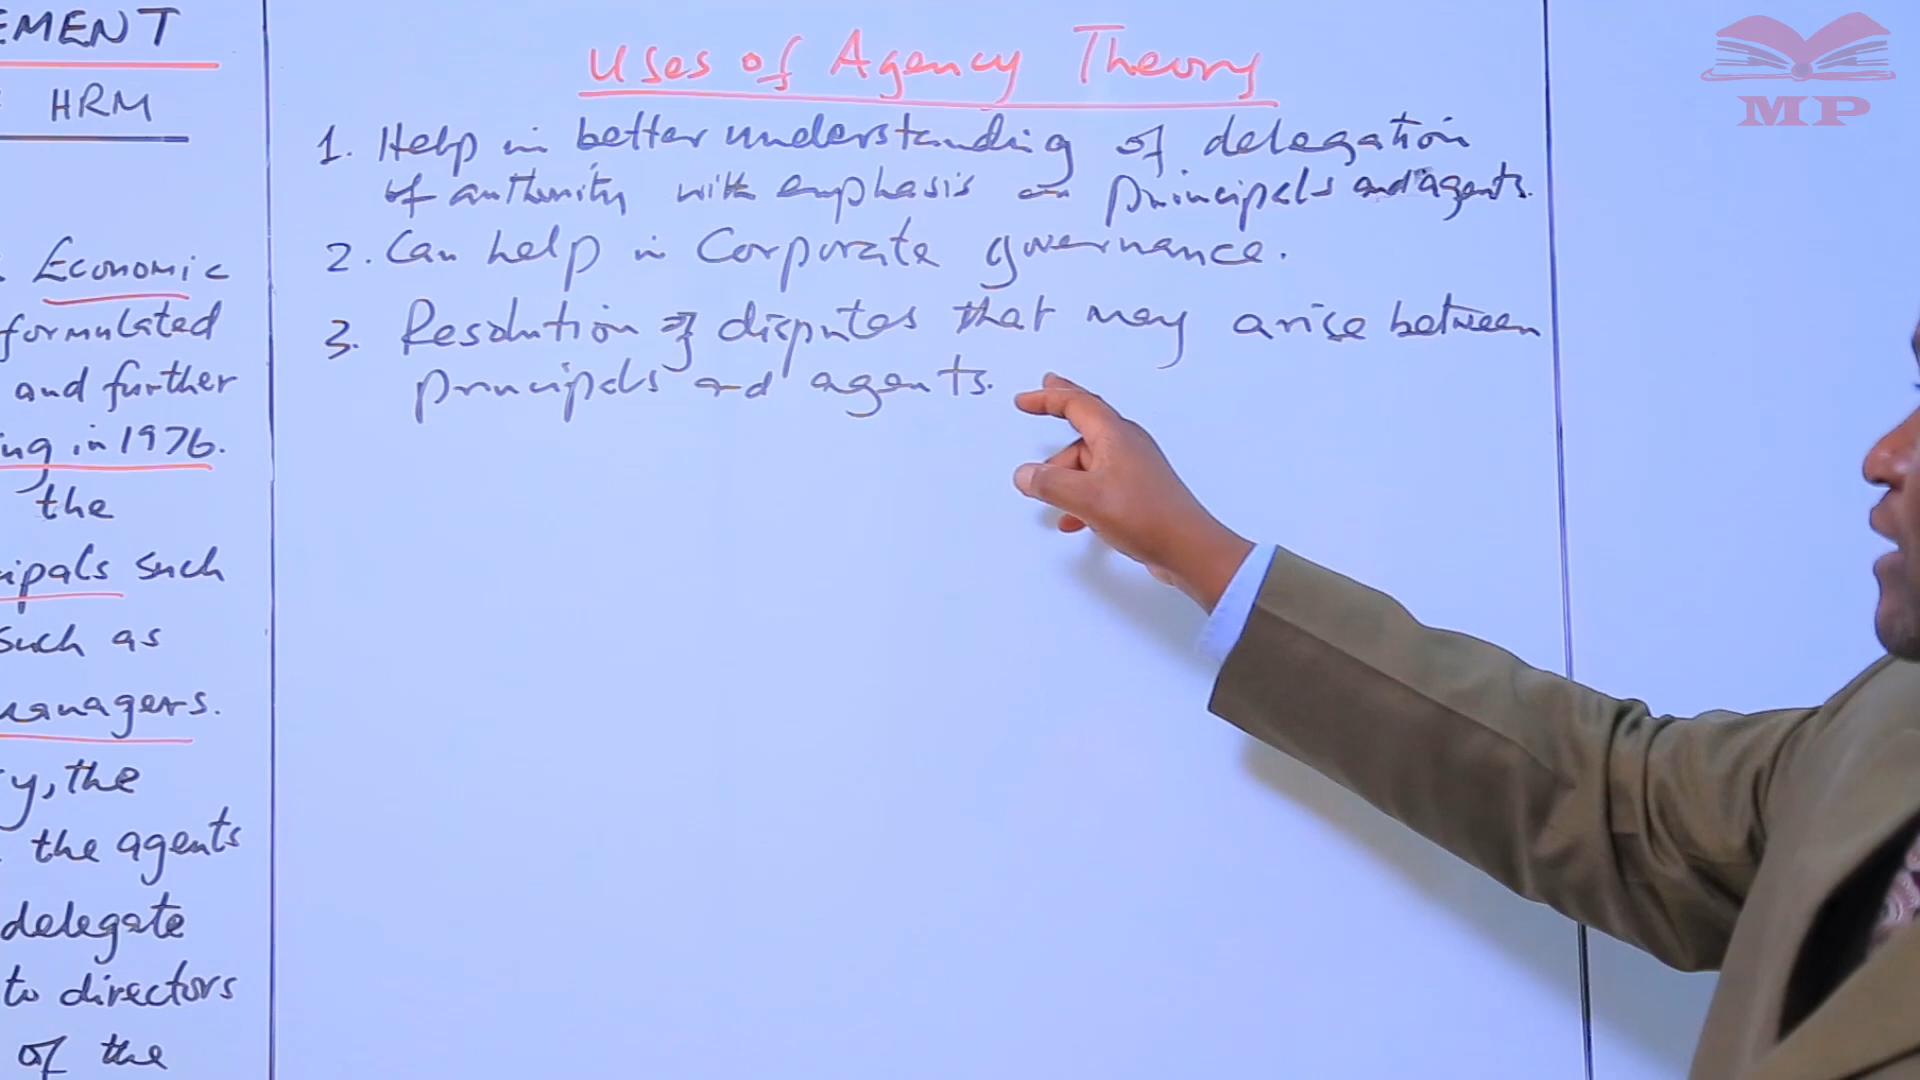 EMENT
HRM
Economic
formulated
and further
ng in 1976.
the
ipals such
such as
managers.
y, the
the agents
delegate
to directors
of the
Uses of Agency Theory
1. Help in better understanding of delegation
of authority with emphasis on principals and agents.
2. Can help in Corporate governance.
3. Resolution of disputes that may arise between
principals and agents.
MP